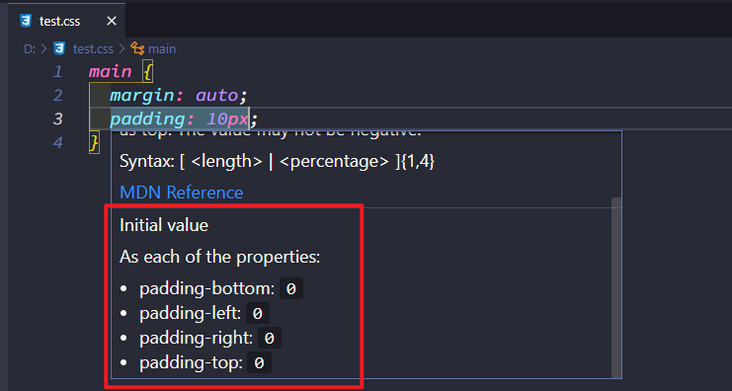 test.css
D: > test.css > main
1 main {
2 margin: auto;
3 padding: 10px;
4 }
as top. The value may not be negative.
Syntax: [ <length> | <percentage> ]{1,4}
MDN Reference
Initial value
As each of the properties:
• padding-bottom: 0
• padding-left: 0
• padding-right: 0
• padding-top: 0